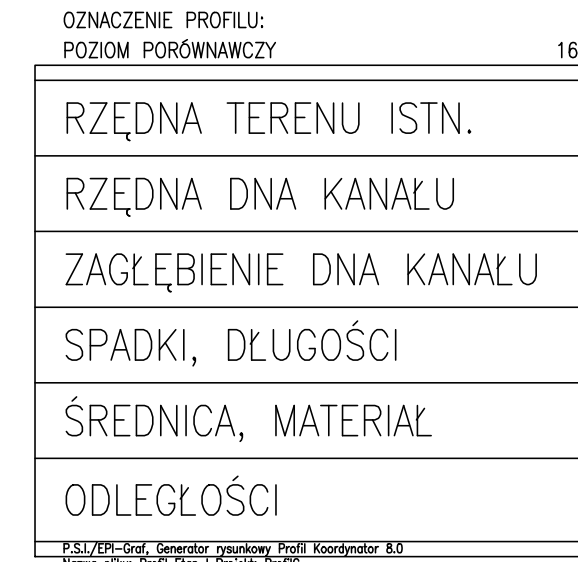 OZNACZENIE PROFILU:
POZIOM PORÓWNAWCZY 16
RZĘDNA TERENU ISTN.
RZĘDNA DNA KANAŁU
ZAGŁĘBIENIE DNA KANAŁU
SPADKI, DŁUGOŚCI
ŚREDNICA, MATERIAŁ
ODLEGŁOŚCI
P.S.I./EPI-Graf, Generator rysunkowy Profil Koordynator 8.0